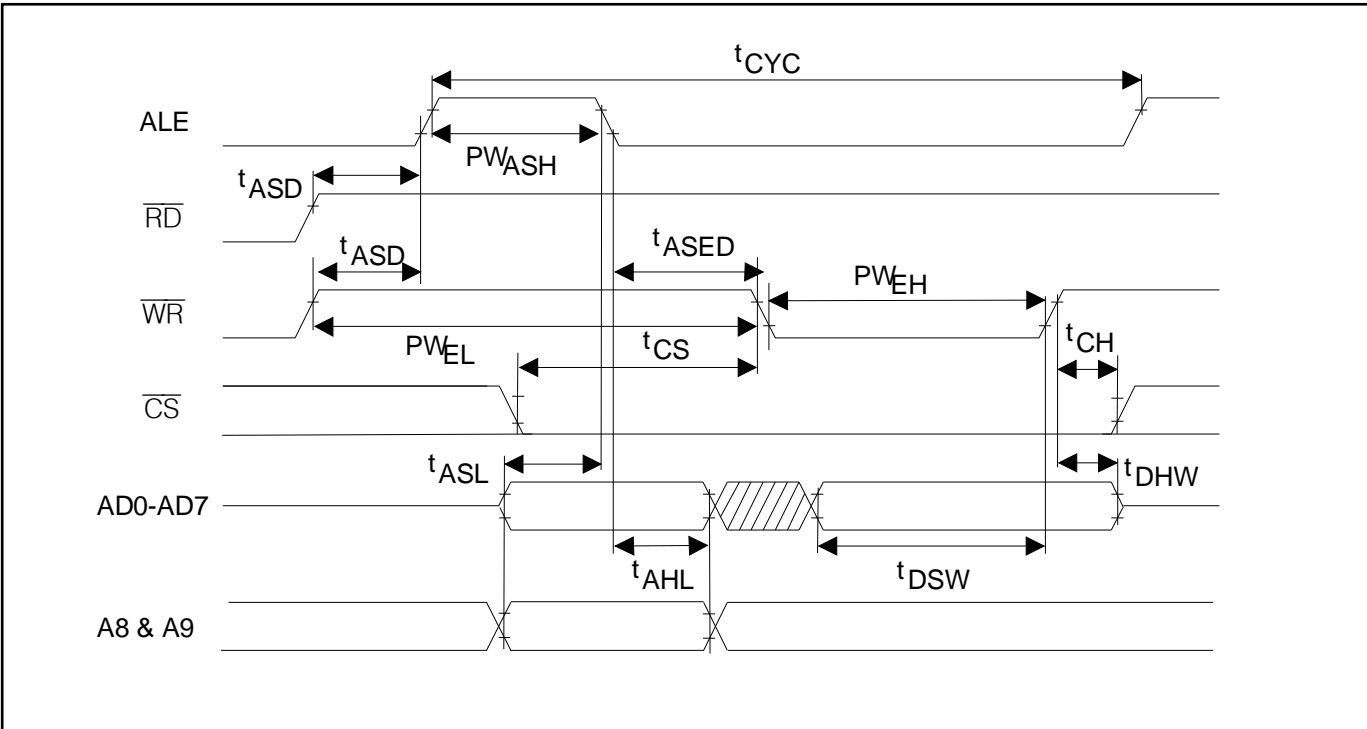 tCYC
ALE
PWASH
tASD
RD
tASD
tASED
PWEH
WR
PWEL
tCS
tCH
CS
tASL
tDHW
AD0-AD7
tAHL
tDSW
A8 & A9